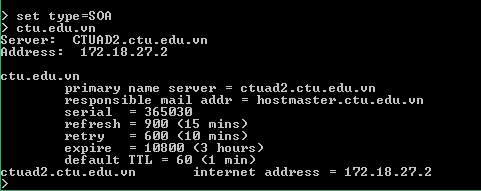 > set type=SOA
> ctu.edu.vn
Server:  CTUAD2.ctu.edu.vn
Address:  172.18.27.2

ctu.edu.vn
        primary name server = ctuad2.ctu.edu.vn
        responsible mail addr = hostmaster.ctu.edu.vn
        serial  = 365030
        refresh = 900 (15 mins)
        retry   = 600 (10 mins)
        expire  = 10800 (3 hours)
        default TTL = 60 (1 min)
ctuad2.ctu.edu.vn       internet address = 172.18.27.2
>